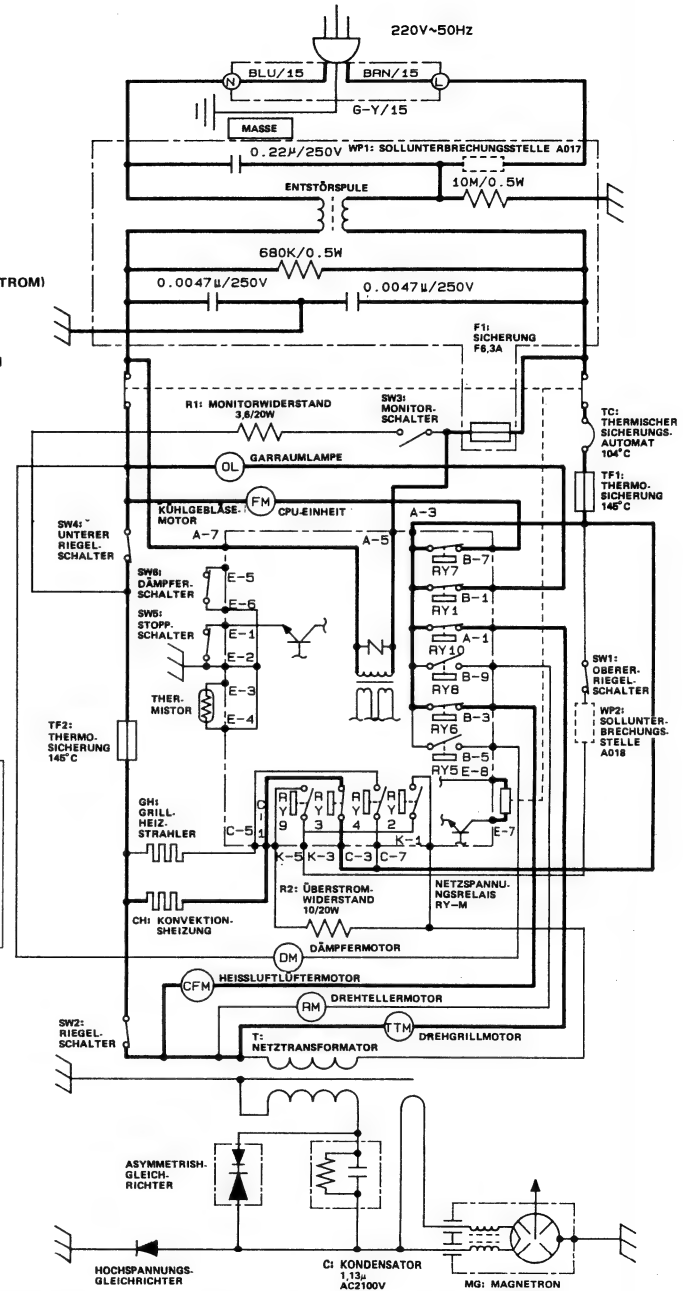 220V~50Hz
N
BLU/15
BRN/15
L
G-Y/15
MASSE
0.22µ/250V
WP1: SOLLUNTERBRECHUNGSSTELLE A017
10M/0.5W
ENTSTÖRSPULE
680K/0.5W
TROM)
0.0047µ/250V
0.0047µ/250V
F1:
SICHERUNG
F6,3A
R1: MONITORWIDERSTAND
3,6/20W
SW3:
MONITOR-
SCHALTER
TC:
THERMISCHER
SICHERUNGS-
AUTOMAT
104°C
OL
GARRAUMLAMPE
TF1:
THERMO-
SICHERUNG
145°C
FM
KÜHLGEBLÄSE-
MOTOR
CPU-EINHEIT
A-3
A-7
A-5
SW4:
UNTERER
RIEGEL-
SCHALTER
SW6:
DÄMPFER-
SCHALTER
E-5
E-6
SW5:
STOPP-
SCHALTER
E-1
E-2
THER-
MISTOR
E-3
E-4
B-7
RY7
B-1
RY1
A-1
RY10
B-9
RY8
B-3
RY6
B-5
RY5
E-8
SW1:
OBERER-
RIEGEL-
SCHALTER
WP2:
SOLLUNTER-
BRECHUNGS-
STELLE
A018
TF2:
THERMO-
SICHERUNG
145°C
GH:
GRILL-
HEIZ-
STRAHLER
C-5
C
1
RY
9
RY
3
RY
4
RY
2
K-1
E-7
K-5
K-3
C-3
C-7
CH: KONVEKTION-
SHEIZUNG
R2: ÜBERSTROM-
WIDERSTAND
10/20W
NETZSPANNU-
NGSRELAIS
RY-M
DM
DÄMPFERMOTOR
CFM
HEISSLUFTLÜFTERMOTOR
RM
DREHTELLERMOTOR
TTM
DREHGRILLMOTOR
SW2:
RIEGEL-
SCHALTER
T:
NETZTRANSFORMATOR
ASYMMETRISH-
GLEICH-
RICHTER
HOCHSPANNUNGS-
GLEICHRICHTER
C: KONDENSATOR
1,13µ
AC2100V
MG: MAGNETRON